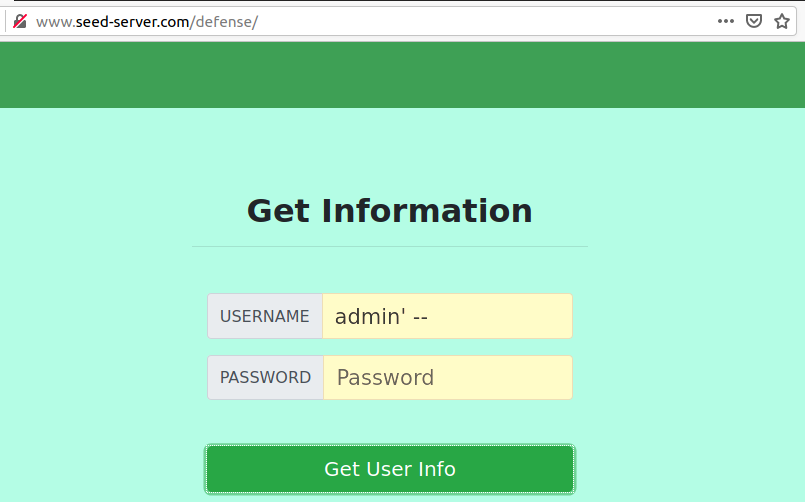 www.seed-server.com/defense/
Get Information
USERNAME admin' --
PASSWORD Password
Get User Info